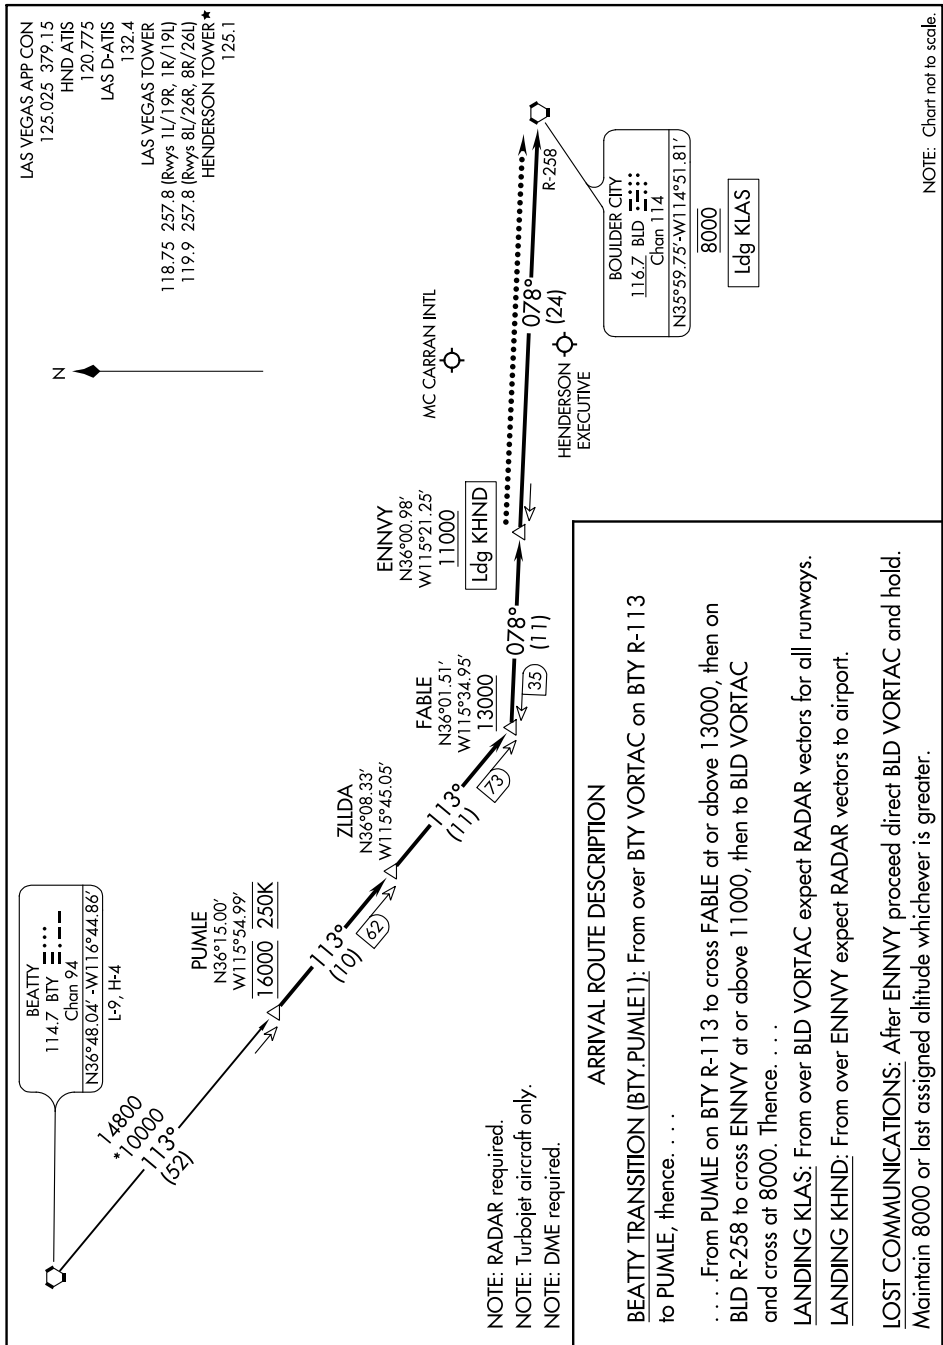 LAS VEGAS APP CON
125.025 379.15
HND ATIS
120.775
LAS D-ATIS
132.4
LAS VEGAS TOWER
118.75 257.8 (Rwys 1L/19R, 1R/19L)
119.9 257.8 (Rwys 8L/26R, 8R/26L)
HENDERSON TOWER★
125.1
N
BEATTY
114.7 BTY
Chan 94
N36°48.04'-W116°44.86'
L-9, H-4
14800
*10000
113°
(52)
PUMLE
N36°15.00'
W115°54.99'
16000 250K
113°
(10)
62
ZLLDA
N36°08.33'
W115°45.05'
113°
(11)
73
FABLE
N36°01.51'
W115°34.95'
13000
078°
(11)
35
ENNVY
N36°00.98'
W115°21.25'
11000
Ldg KHND
MC CARRAN INTL
078°
(24)
HENDERSON
EXECUTIVE
R-258
BOULDER CITY
116.7 BLD
Chan 114
N35°59.75'-W114°51.81'
8000
Ldg KLAS
NOTE: RADAR required.
NOTE: Turbojet aircraft only.
NOTE: DME required.
NOTE: Chart not to scale.
ARRIVAL ROUTE DESCRIPTION
BEATTY TRANSITION (BTY.PUMLE1): From over BTY VORTAC on BTY R-113
to PUMLE, thence. . . .
. . . .From PUMLE on BTY R-113 to cross FABLE at or above 13000, then on
BLD R-258 to cross ENNVY at or above 11000, then to BLD VORTAC
and cross at 8000. Thence. . . .
LANDING KLAS: From over BLD VORTAC expect RADAR vectors for all runways.
LANDING KHND: From over ENNVY expect RADAR vectors to airport.
LOST COMMUNICATIONS: After ENNVY proceed direct BLD VORTAC and hold.
Maintain 8000 or last assigned altitude whichever is greater.